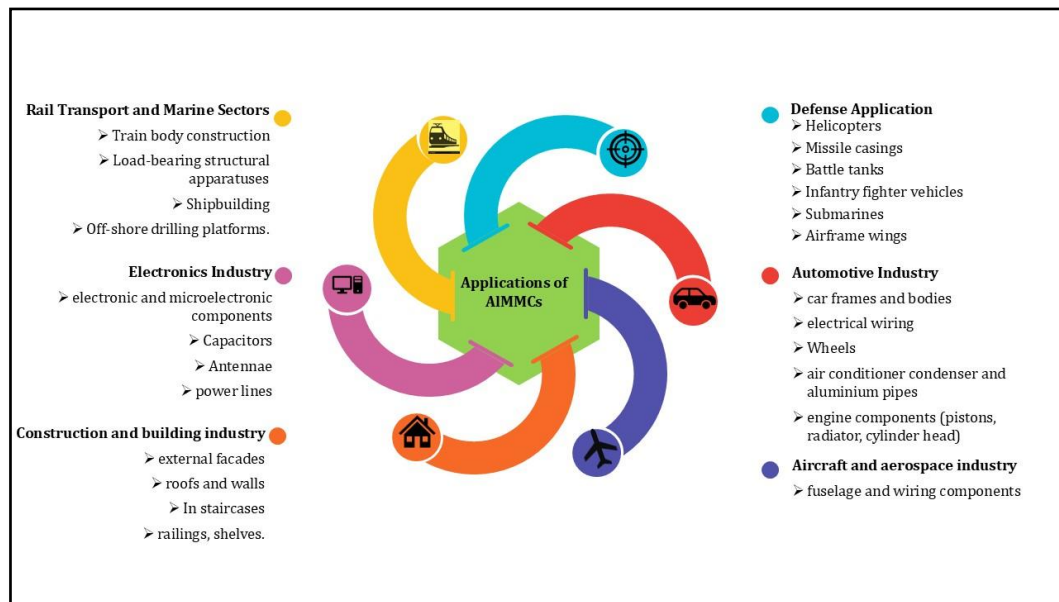 Rail Transport and Marine Sectors
➤ Train body construction
➤ Load-bearing structural
apparatuses
➤ Shipbuilding
➤ Off-shore drilling platforms.
Electronics Industry
➤ electronic and microelectronic
components
➤ Capacitors
➤ Antennae
➤ power lines
Construction and building industry
➤ external facades
➤ roofs and walls
➤ In staircases
➤ railings, shelves.
Applications of
AlMMCs
Defense Application
➤ Helicopters
➤ Missile casings
➤ Battle tanks
➤ Infantry fighter vehicles
➤ Submarines
➤ Airframe wings
Automotive Industry
➤ car frames and bodies
➤ electrical wiring
➤ Wheels
➤ air conditioner condenser and
aluminium pipes
➤ engine components (pistons,
radiator, cylinder head)
Aircraft and aerospace industry
➤ fuselage and wiring components